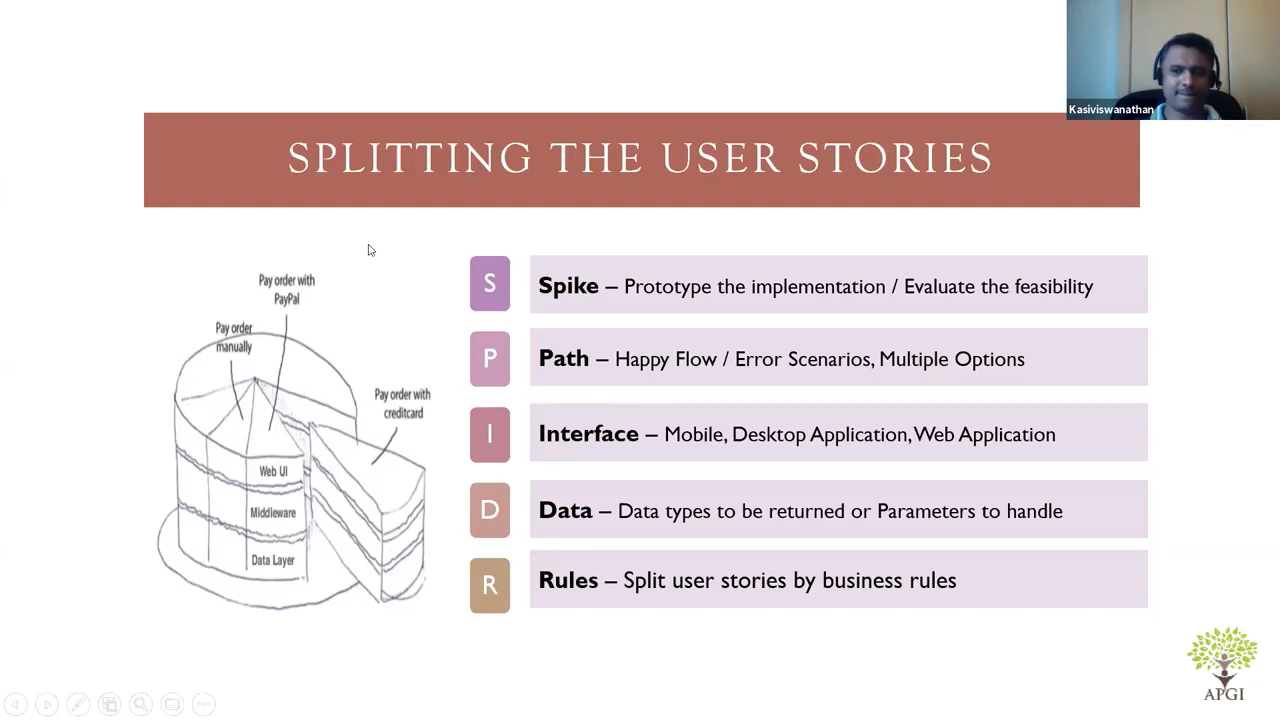 Kasiviswanathan
SPLITTING THE USER STORIES
Pay order with
PayPal
Pay order
manually
Pay order with
creditcard
Web UI
Middleware
Data Layer
S
Spike – Prototype the implementation / Evaluate the feasibility
P
Path – Happy Flow / Error Scenarios, Multiple Options
I
Interface – Mobile, Desktop Application, Web Application
D
Data – Data types to be returned or Parameters to handle
R
Rules – Split user stories by business rules
APGI